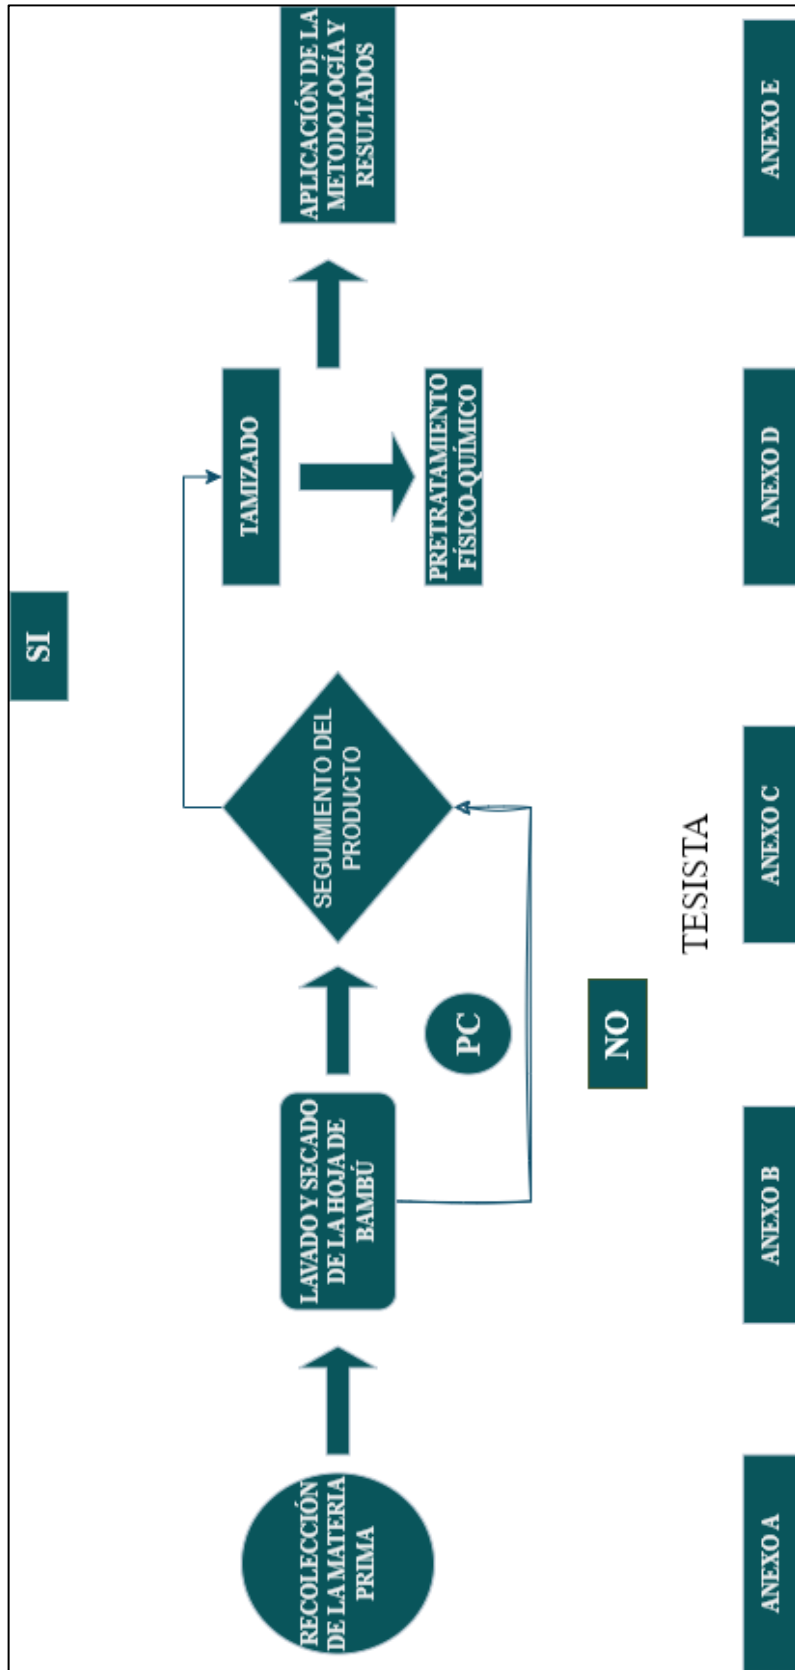 SI
RECOLECCIÓN
DE LA MATERIA
PRIMA
LAVADO Y SECADO
DE LA HOJA DE
BAMBÚ
SEGUIMIENTO DEL
PRODUCTO
TAMIZADO
APLICACIÓN DE LA
METODOLOGÍA Y
RESULTADOS
PC
PRETRATAMIENTO
FÍSICO-QUÍMICO
NO
TESISTA
ANEXO A
ANEXO B
ANEXO C
ANEXO D
ANEXO E